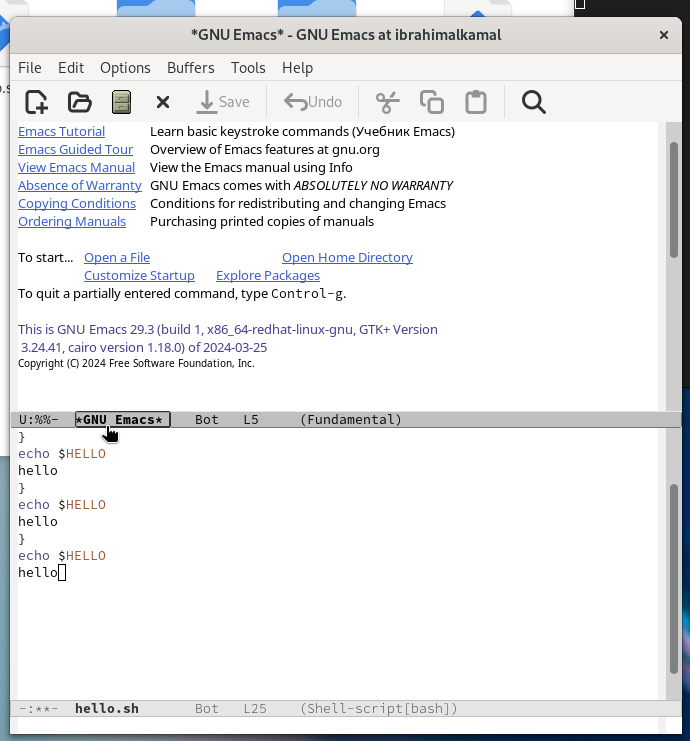 *GNU Emacs* - GNU Emacs at ibrahimalkamal
File Edit Options Buffers Tools Help
Save Undo
Emacs Tutorial Learn basic keystroke commands (Учебник Emacs)
Emacs Guided Tour Overview of Emacs features at gnu.org
View Emacs Manual View the Emacs manual using Info
Absence of Warranty GNU Emacs comes with ABSOLUTELY NO WARRANTY
Copying Conditions Conditions for redistributing and changing Emacs
Ordering Manuals Purchasing printed copies of manuals
To start... Open a File Open Home Directory
Customize Startup Explore Packages
To quit a partially entered command, type Control-g.
This is GNU Emacs 29.3 (build 1, x86_64-redhat-linux-gnu, GTK+ Version
3.24.41, cairo version 1.18.0) of 2024-03-25
Copyright (C) 2024 Free Software Foundation, Inc.
U:%%- *GNU Emacs* Bot L5 (Fundamental)
}
echo $HELLO
hello
}
echo $HELLO
hello
}
echo $HELLO
hello
-:**- hello.sh Bot L25 (Shell-script[bash])